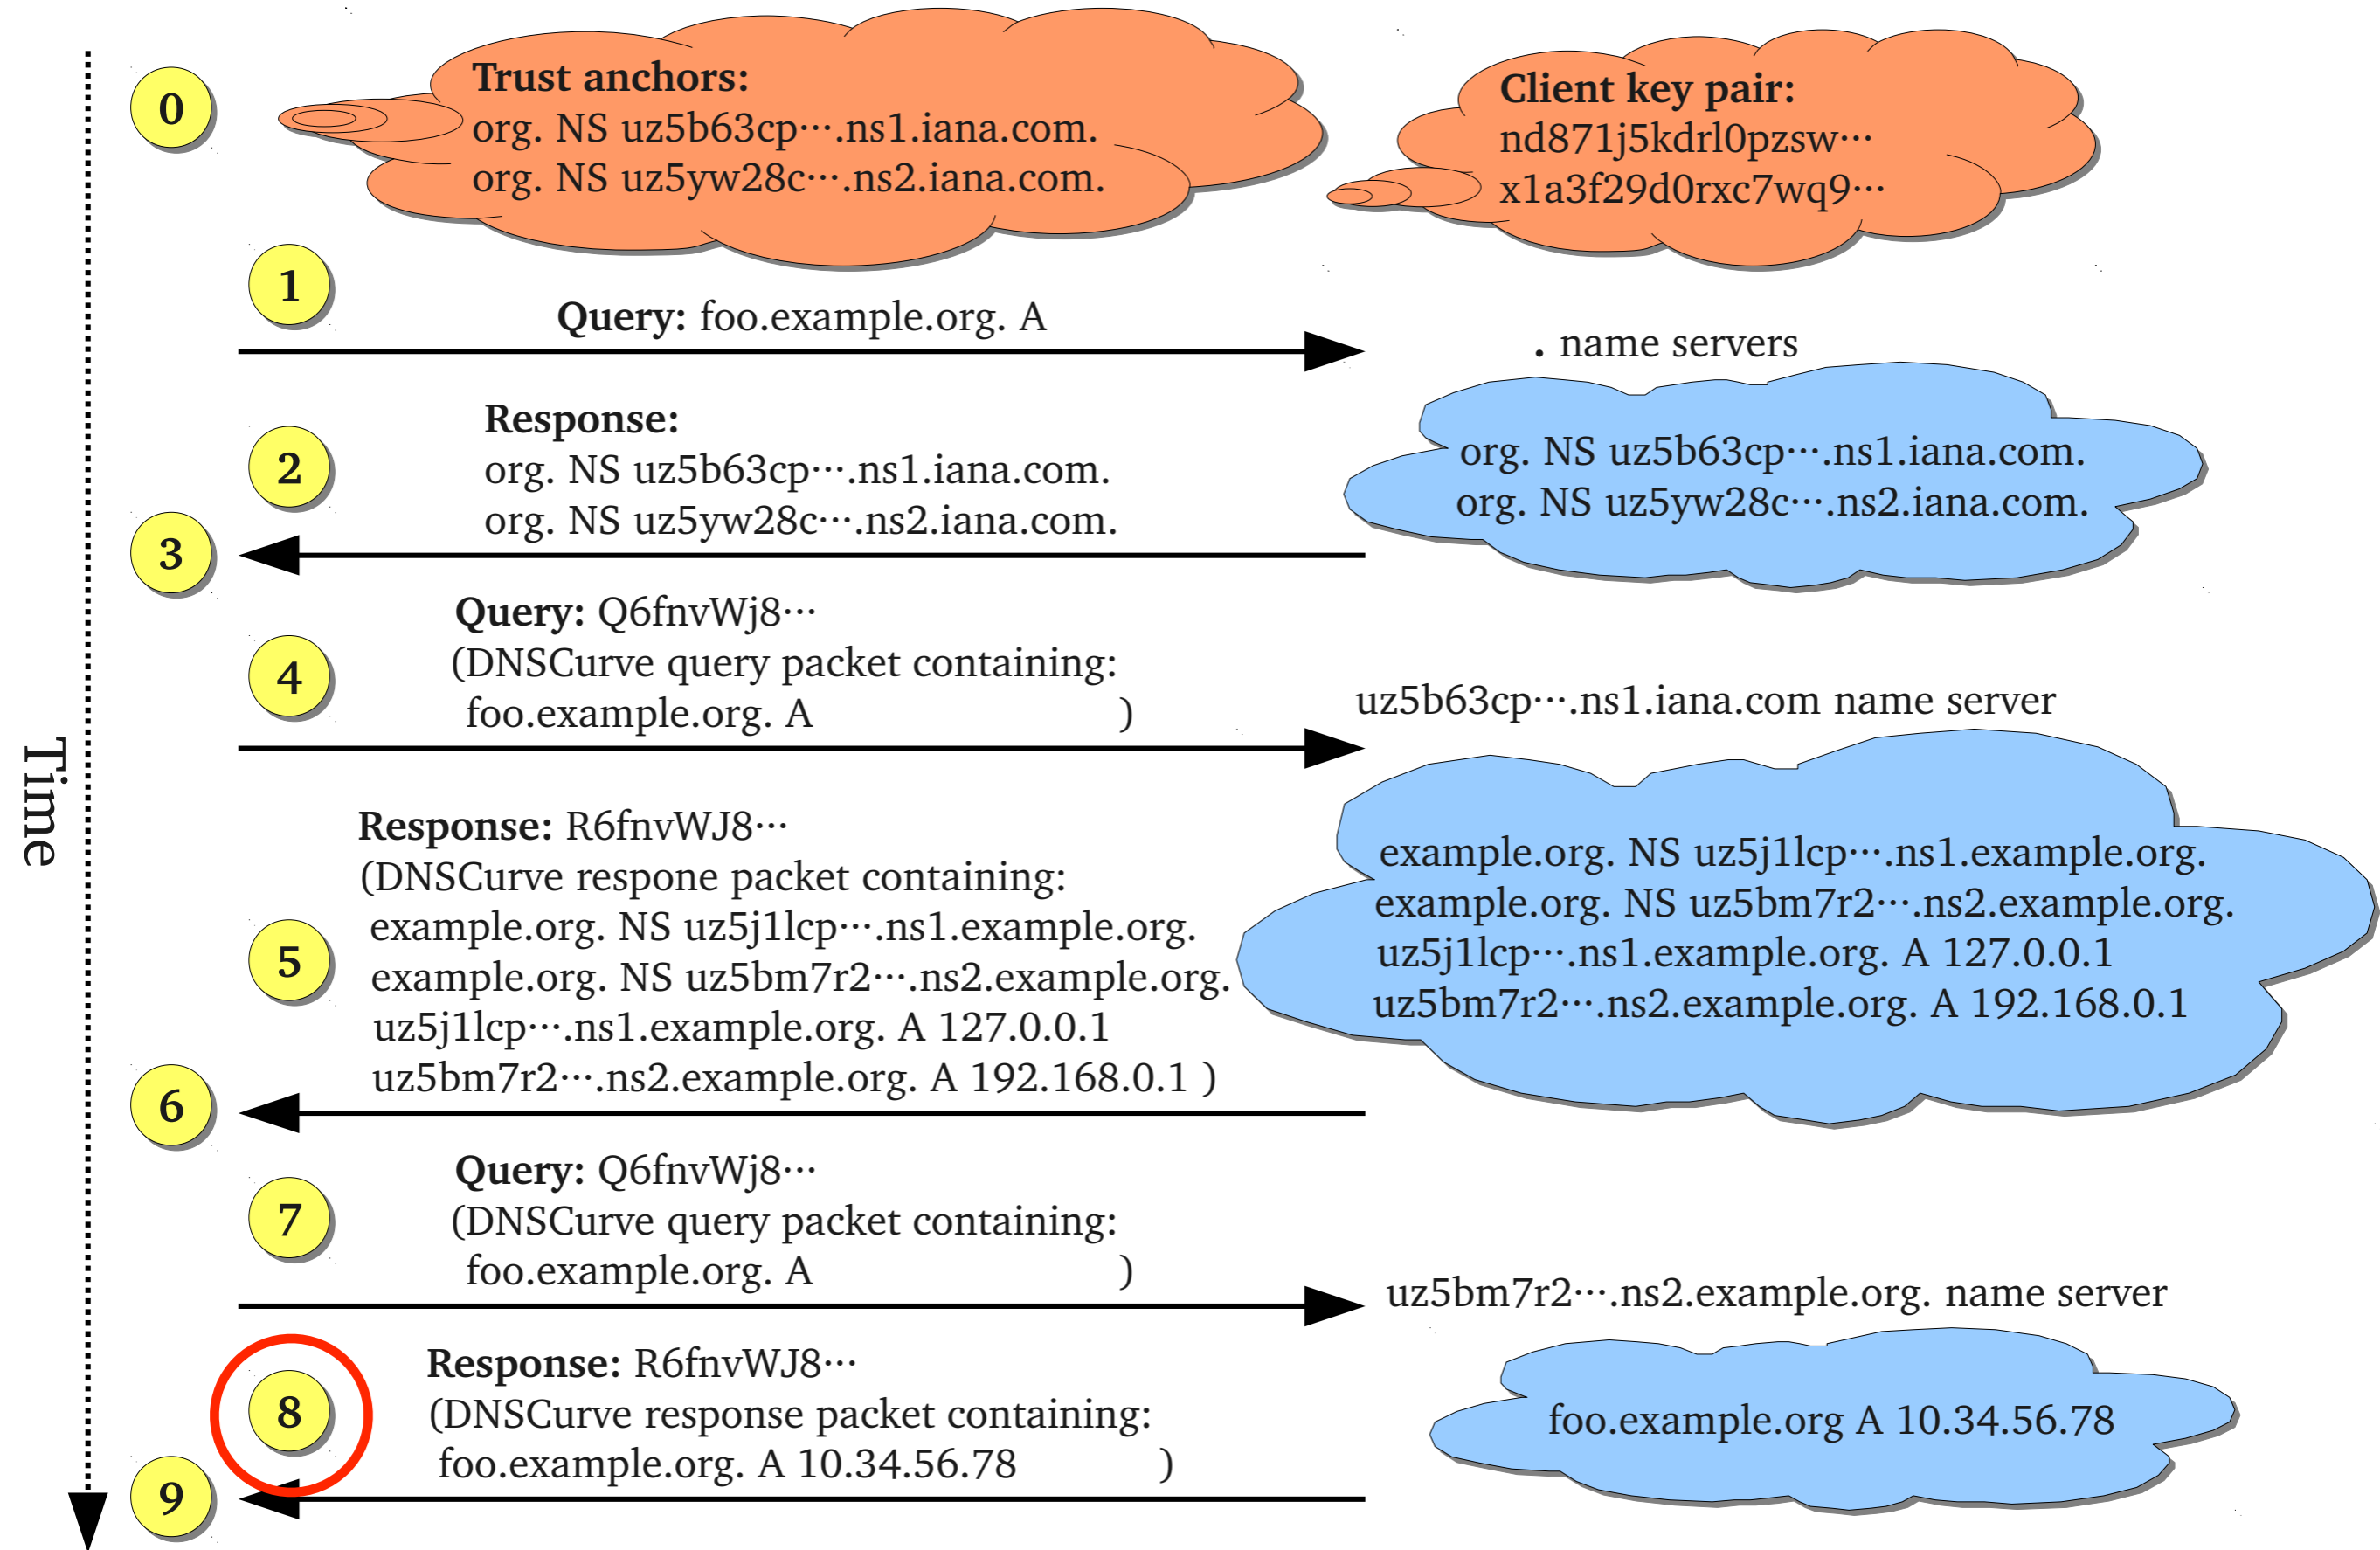 0
Trust anchors:
org. NS uz5b63cp···.ns1.iana.com.
org. NS uz5yw28c···.ns2.iana.com.
Client key pair:
nd871j5kdrl0pzsw···
x1a3f29d0rxc7wq9···
1
Query: foo.example.org. A
. name servers
2
Response:
org. NS uz5b63cp···.ns1.iana.com.
org. NS uz5yw28c···.ns2.iana.com.
org. NS uz5b63cp···.ns1.iana.com.
org. NS uz5yw28c···.ns2.iana.com.
3
4
Query: Q6fnvWj8···
(DNSCurve query packet containing:
foo.example.org. A )
uz5b63cp···.ns1.iana.com name server
Time
5
Response: R6fnvWJ8···
(DNSCurve respone packet containing:
example.org. NS uz5j1lcp···.ns1.example.org.
example.org. NS uz5bm7r2···.ns2.example.org.
uz5j1lcp···.ns1.example.org. A 127.0.0.1
uz5bm7r2···.ns2.example.org. A 192.168.0.1 )
example.org. NS uz5j1lcp···.ns1.example.org.
example.org. NS uz5bm7r2···.ns2.example.org.
uz5j1lcp···.ns1.example.org. A 127.0.0.1
uz5bm7r2···.ns2.example.org. A 192.168.0.1
6
7
Query: Q6fnvWj8···
(DNSCurve query packet containing:
foo.example.org. A )
uz5bm7r2···.ns2.example.org. name server
8
Response: R6fnvWJ8···
(DNSCurve response packet containing:
foo.example.org. A 10.34.56.78 )
foo.example.org A 10.34.56.78
9